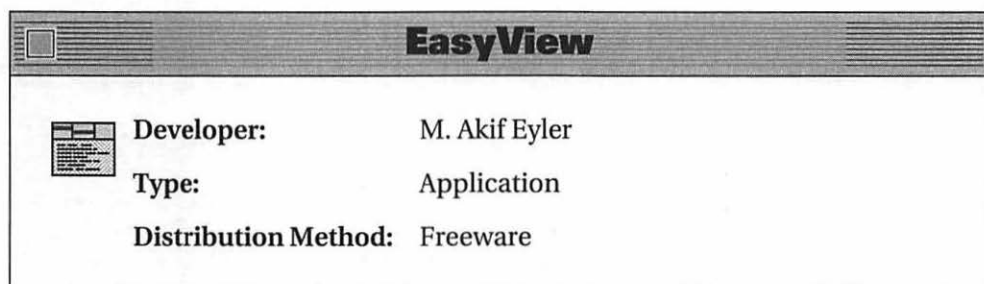 EasyView
Developer: M. Akif Eyler
Type: Application
Distribution Method: Freeware